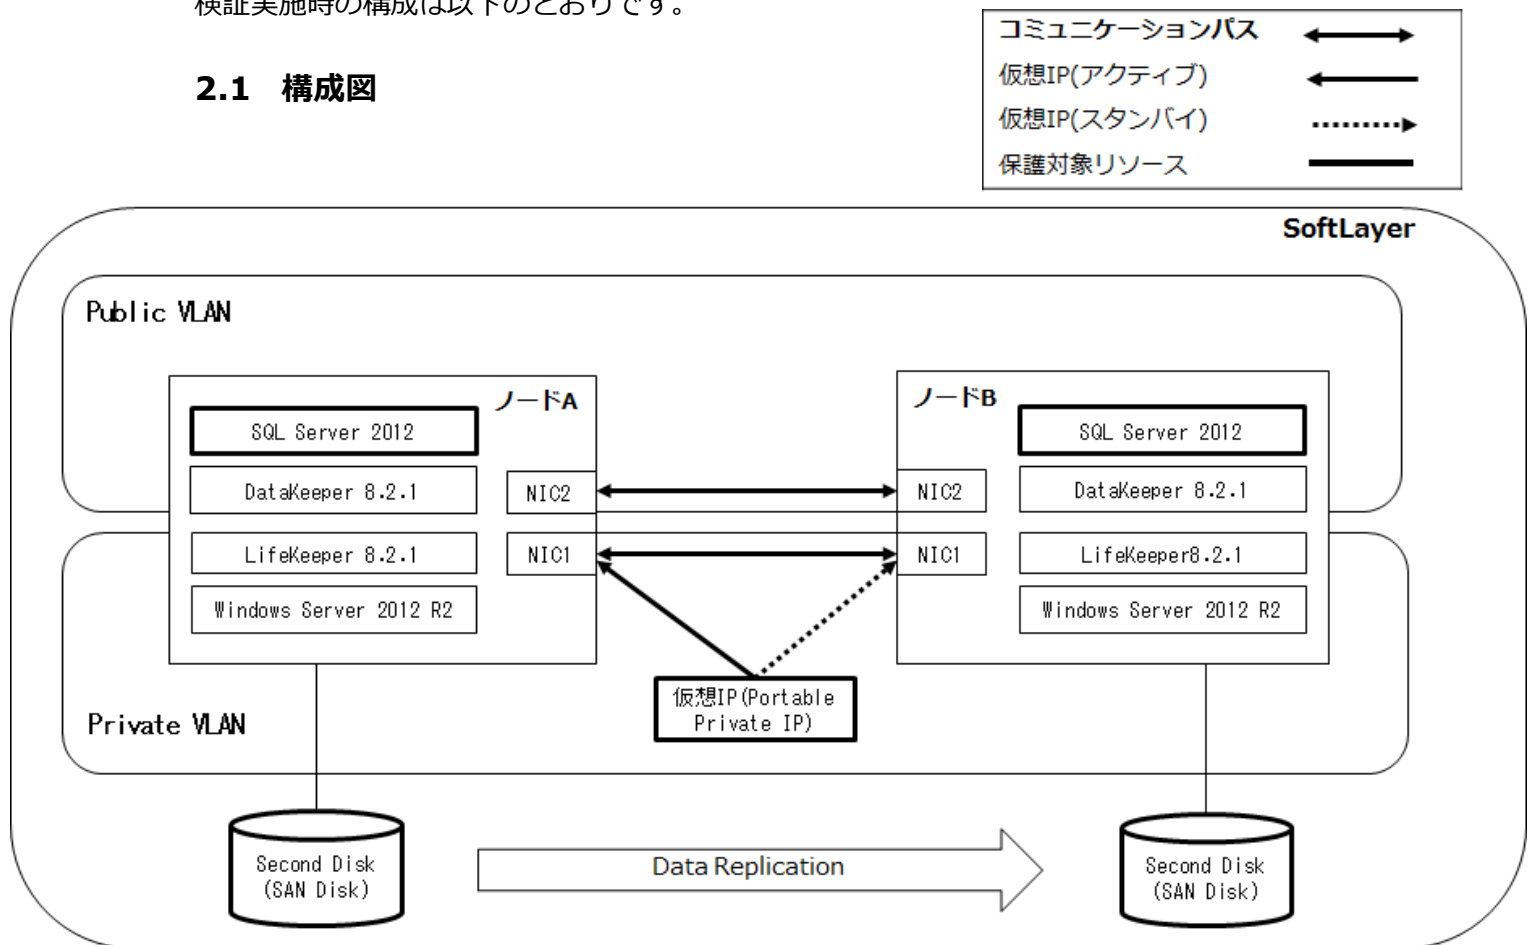 検証実施時の構成は以下のとおりです。
2.1 構成図
コミュニケーションパス
仮想IP(アクティブ)
仮想IP(スタンバイ)
保護対象リソース
SoftLayer
Public VLAN
ノードA
SQL Server 2012
DataKeeper 8.2.1
NIC2
LifeKeeper 8.2.1
NIC1
Windows Server 2012 R2
ノードB
SQL Server 2012
NIC2
DataKeeper 8.2.1
NIC1
LifeKeeper8.2.1
Windows Server 2012 R2
仮想IP(Portable
Private IP)
Private VLAN
Second Disk
(SAN Disk)
Data Replication
Second Disk
(SAN Disk)